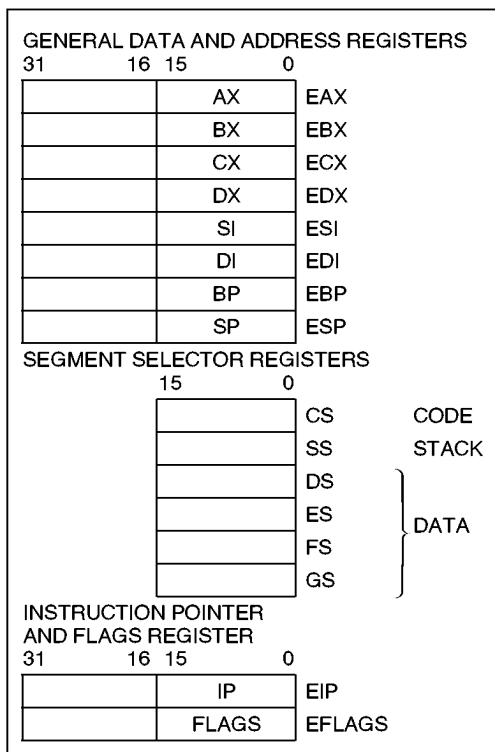 GENERAL DATA AND ADDRESS REGISTERS
31 16 15 0
AX EAX
BX EBX
CX ECX
DX EDX
SI ESI
DI EDI
BP EBP
SP ESP
SEGMENT SELECTOR REGISTERS
15 0
CS CODE
SS STACK
DS
ES
DATA
FS
GS
INSTRUCTION POINTER
AND FLAGS REGISTER
31 16 15 0
IP EIP
FLAGS EFLAGS